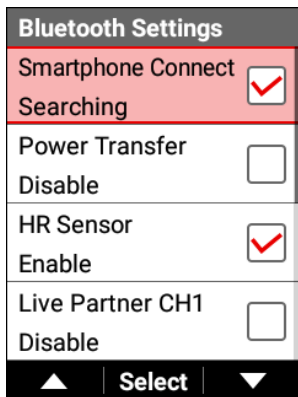 Bluetooth Settings
Smartphone Connect
Searching
Power Transfer
Disable
HR Sensor
Enable
Live Partner CH1
Disable
Select